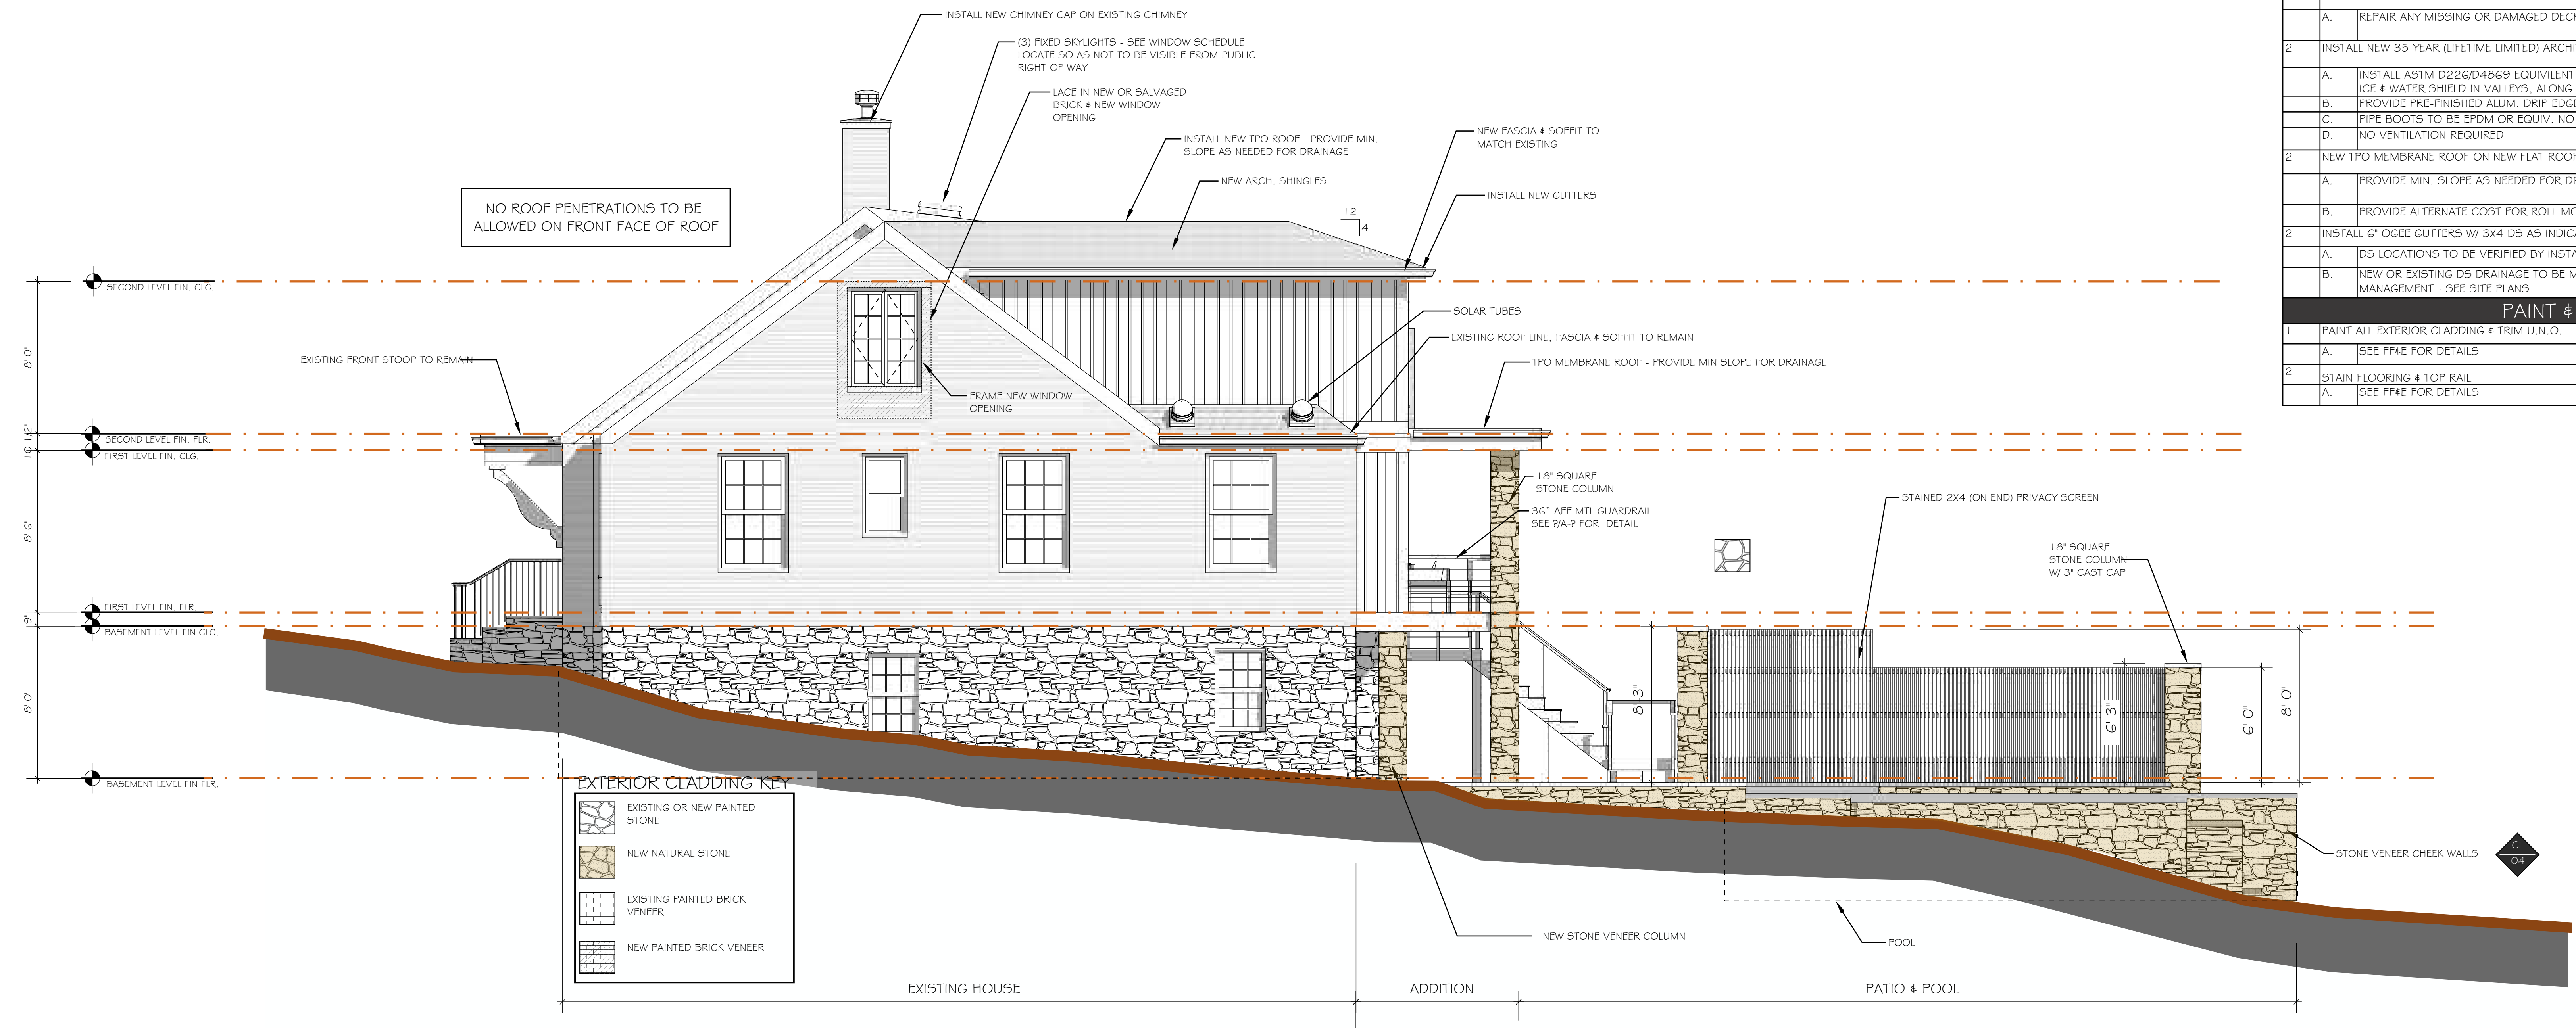 INSTALL NEW CHIMNEY CAP ON EXISTING CHIMNEY
(3) FIXED SKYLIGHTS - SEE WINDOW SCHEDULE
LOCATE SO AS NOT TO BE VISIBLE FROM PUBLIC
RIGHT OF WAY
LACE IN NEW OR SALVAGED
BRICK & NEW WINDOW
OPENING
INSTALL NEW TPO ROOF - PROVIDE MIN.
SLOPE AS NEEDED FOR DRAINAGE
NEW ARCH. SHINGLES
NEW FASCIA & SOFFIT TO
MATCH EXISTING
INSTALL NEW GUTTERS
12
4
NO ROOF PENETRATIONS TO BE
ALLOWED ON FRONT FACE OF ROOF
SECOND LEVEL FIN. CLG.
8' 0"
SOLAR TUBES
EXISTING ROOF LINE, FASCIA & SOFFIT TO REMAIN
TPO MEMBRANE ROOF - PROVIDE MIN SLOPE FOR DRAINAGE
EXISTING FRONT STOOP TO REMAIN
FRAME NEW WINDOW
OPENING
SECOND LEVEL FIN. FLR.
10 1/2"
FIRST LEVEL FIN. CLG.
8' 6"
18" SQUARE
STONE COLUMN
36" AFF MTL GUARDRAIL -
SEE ?/A-? FOR DETAIL
STAINED 2X4 (ON END) PRIVACY SCREEN
18" SQUARE
STONE COLUMN
W/ 3" CAST CAP
FIRST LEVEL FIN. FLR.
9"
BASEMENT LEVEL FIN CLG.
8' 0"
BASEMENT LEVEL FIN FLR.
8' 3"
6' 3"
6' 0"
8' 0"
EXTERIOR CLADDING KEY
EXISTING OR NEW PAINTED
STONE
NEW NATURAL STONE
EXISTING PAINTED BRICK
VENEER
NEW PAINTED BRICK VENEER
NEW STONE VENEER COLUMN
POOL
STONE VENEER CHEEK WALLS
CL
04
EXISTING HOUSE
ADDITION
PATIO & POOL
A. REPAIR ANY MISSING OR DAMAGED DECK
2 INSTALL NEW 35 YEAR (LIFETIME LIMITED) ARCHI
A. INSTALL ASTM D226/D4869 EQUIVILENT
ICE & WATER SHIELD IN VALLEYS, ALONG
B. PROVIDE PRE-FINISHED ALUM. DRIP EDGE
C. PIPE BOOTS TO BE EPDM OR EQUIV. NO
D. NO VENTILATION REQUIRED
2 NEW TPO MEMBRANE ROOF ON NEW FLAT ROOF
A. PROVIDE MIN. SLOPE AS NEEDED FOR DR
B. PROVIDE ALTERNATE COST FOR ROLL MO
2 INSTALL 6" OGEE GUTTERS W/ 3X4 DS AS INDICA
A. DS LOCATIONS TO BE VERIFIED BY INSTA
B. NEW OR EXISTING DS DRAINAGE TO BE M
MANAGEMENT - SEE SITE PLANS
PAINT &
1 PAINT ALL EXTERIOR CLADDING & TRIM U.N.O.
A. SEE FF&E FOR DETAILS
2 STAIN FLOORING & TOP RAIL
A. SEE FF&E FOR DETAILS